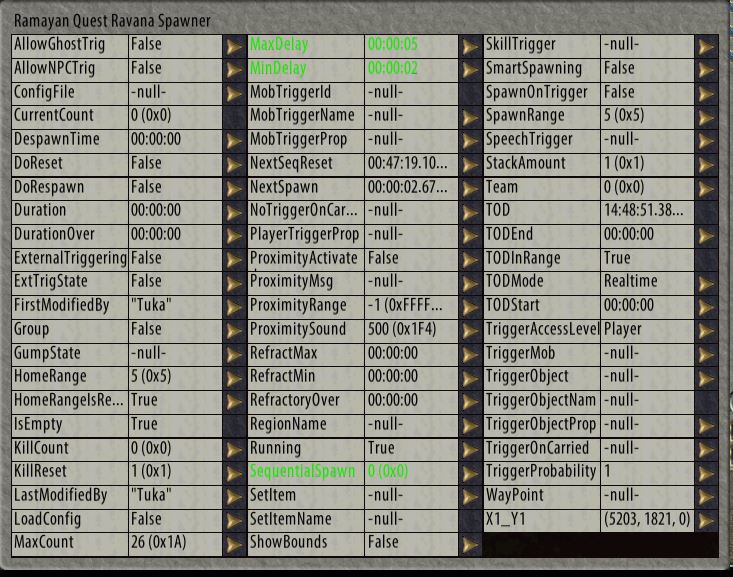 Ramayan Quest Ravana Spawner
AllowGhostTrig False
AllowNPCTrig False
ConfigFile -null-
CurrentCount 0 (0x0)
DespawnTime 00:00:00
DoReset False
DoRespawn False
Duration 00:00:00
DurationOver 00:00:00
ExternalTriggering False
ExtTrigState False
FirstModifiedBy "Tuka"
Group False
GumpState -null-
HomeRange 5 (0x5)
HomeRangeIsRe... True
IsEmpty True
KillCount 0 (0x0)
KillReset 1 (0x1)
LastModifiedBy "Tuka"
LoadConfig False
MaxCount 26 (0x1A)
MaxDelay 00:00:05
MinDelay 00:00:02
MobTriggerId -null-
MobTriggerName -null-
MobTriggerProp -null-
NextSeqReset 00:47:19.10...
NextSpawn 00:00:02.67...
NoTriggerOnCar... -null-
PlayerTriggerProp -null-
ProximityActivate False
ProximityMsg -null-
ProximityRange -1 (0xFFFF...
ProximitySound 500 (0x1F4)
RefractMax 00:00:00
RefractMin 00:00:00
RefractoryOver 00:00:00
RegionName -null-
Running True
SequentialSpawn 0 (0x0)
SetItem -null-
SetItemName -null-
ShowBounds False
SkillTrigger -null-
SmartSpawning False
SpawnOnTrigger False
SpawnRange 5 (0x5)
SpeechTrigger -null-
StackAmount 1 (0x1)
Team 0 (0x0)
TOD 14:48:51.38...
TODEnd 00:00:00
TODInRange True
TODMode Realtime
TODStart 00:00:00
TriggerAccessLevel Player
TriggerMob -null-
TriggerObject -null-
TriggerObjectNam -null-
TriggerObjectProp -null-
TriggerOnCarried -null-
TriggerProbability 1
WayPoint -null-
X1_Y1 (5203, 1821, 0)